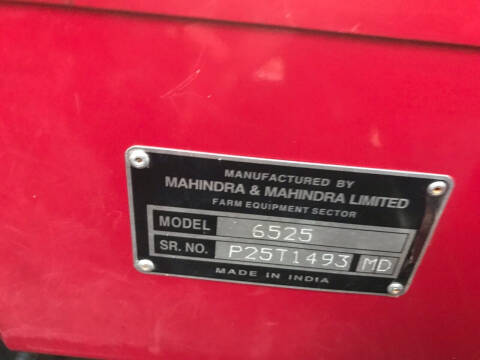 MANUFACTURED BY
MAHINDRA & MAHINDRA LIMITED
FARM EQUIPMENT SECTOR
MODEL 6525
SR. NO. P25T1493 MD
MADE IN INDIA